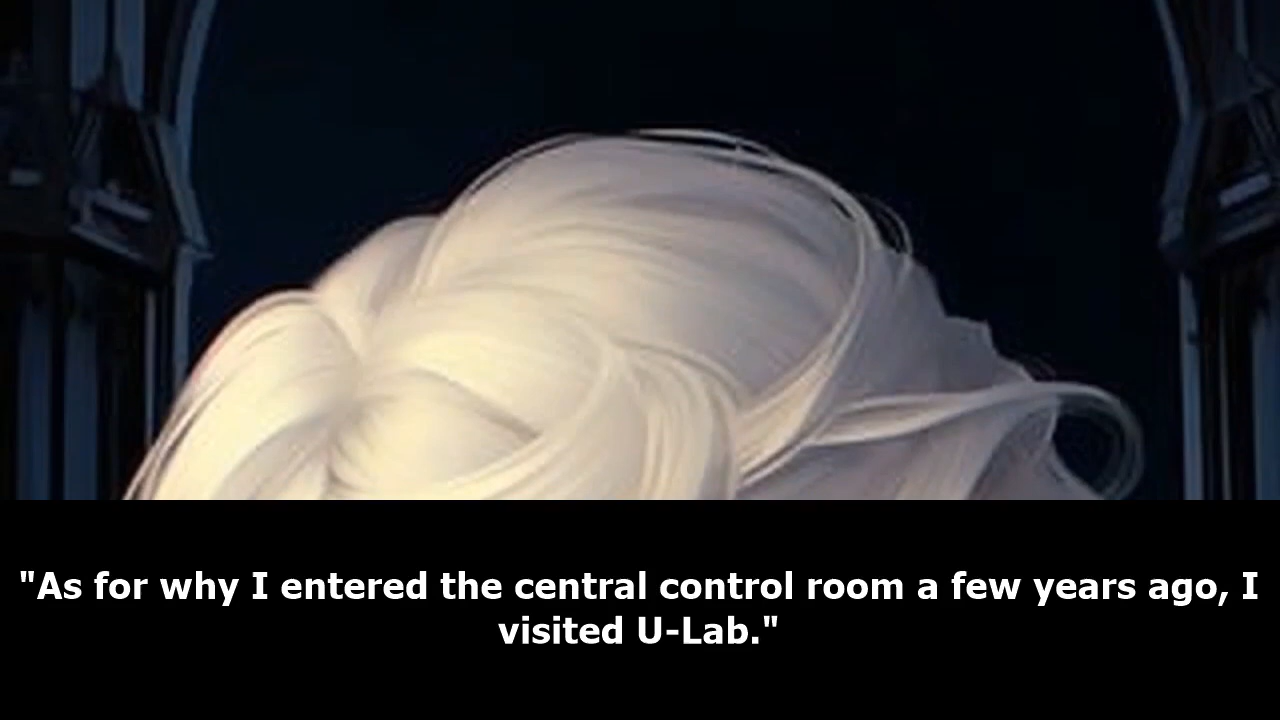 "As for why I entered the central control room a few years ago, I
visited U-Lab."